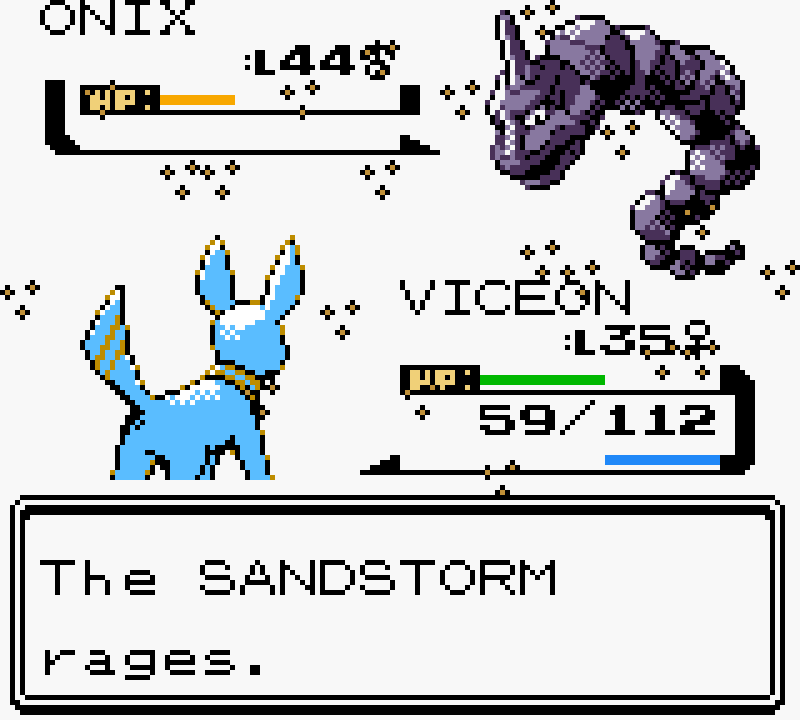 ONIX
:L44♂
HP:
VICEON
:L35♀
HP:
59/112
The SANDSTORM
rages.